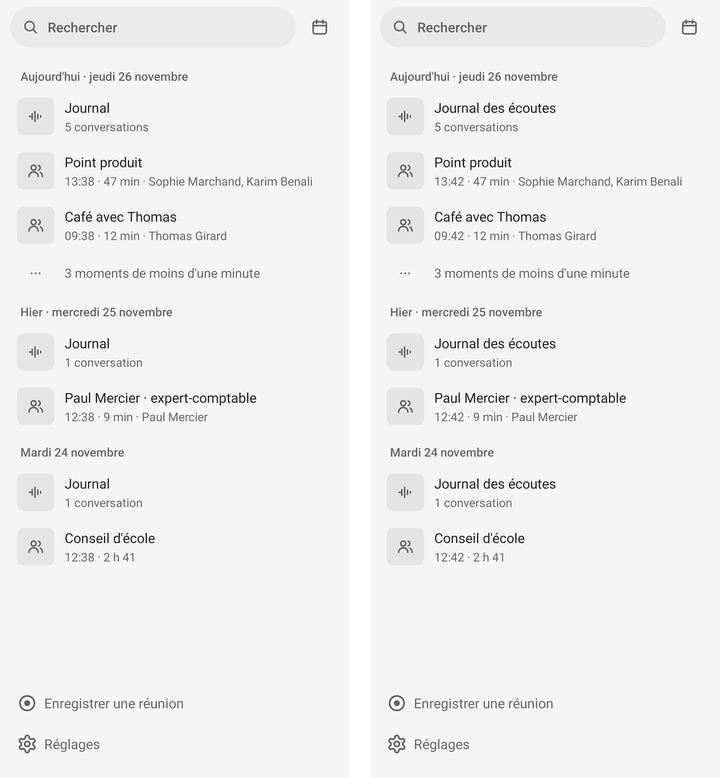 Rechercher
Aujourd'hui · jeudi 26 novembre
Journal
5 conversations
Point produit
13:38 · 47 min · Sophie Marchand, Karim Benali
Café avec Thomas
09:38 · 12 min · Thomas Girard
3 moments de moins d'une minute
Hier · mercredi 25 novembre
Journal
1 conversation
Paul Mercier · expert-comptable
12:38 · 9 min · Paul Mercier
Mardi 24 novembre
Journal
1 conversation
Conseil d'école
12:38 · 2 h 41
Enregistrer une réunion
Réglages
Rechercher
Aujourd'hui · jeudi 26 novembre
Journal des écoutes
5 conversations
Point produit
13:42 · 47 min · Sophie Marchand, Karim Benali
Café avec Thomas
09:42 · 12 min · Thomas Girard
3 moments de moins d'une minute
Hier · mercredi 25 novembre
Journal des écoutes
1 conversation
Paul Mercier · expert-comptable
12:42 · 9 min · Paul Mercier
Mardi 24 novembre
Journal des écoutes
1 conversation
Conseil d'école
12:42 · 2 h 41
Enregistrer une réunion
Réglages